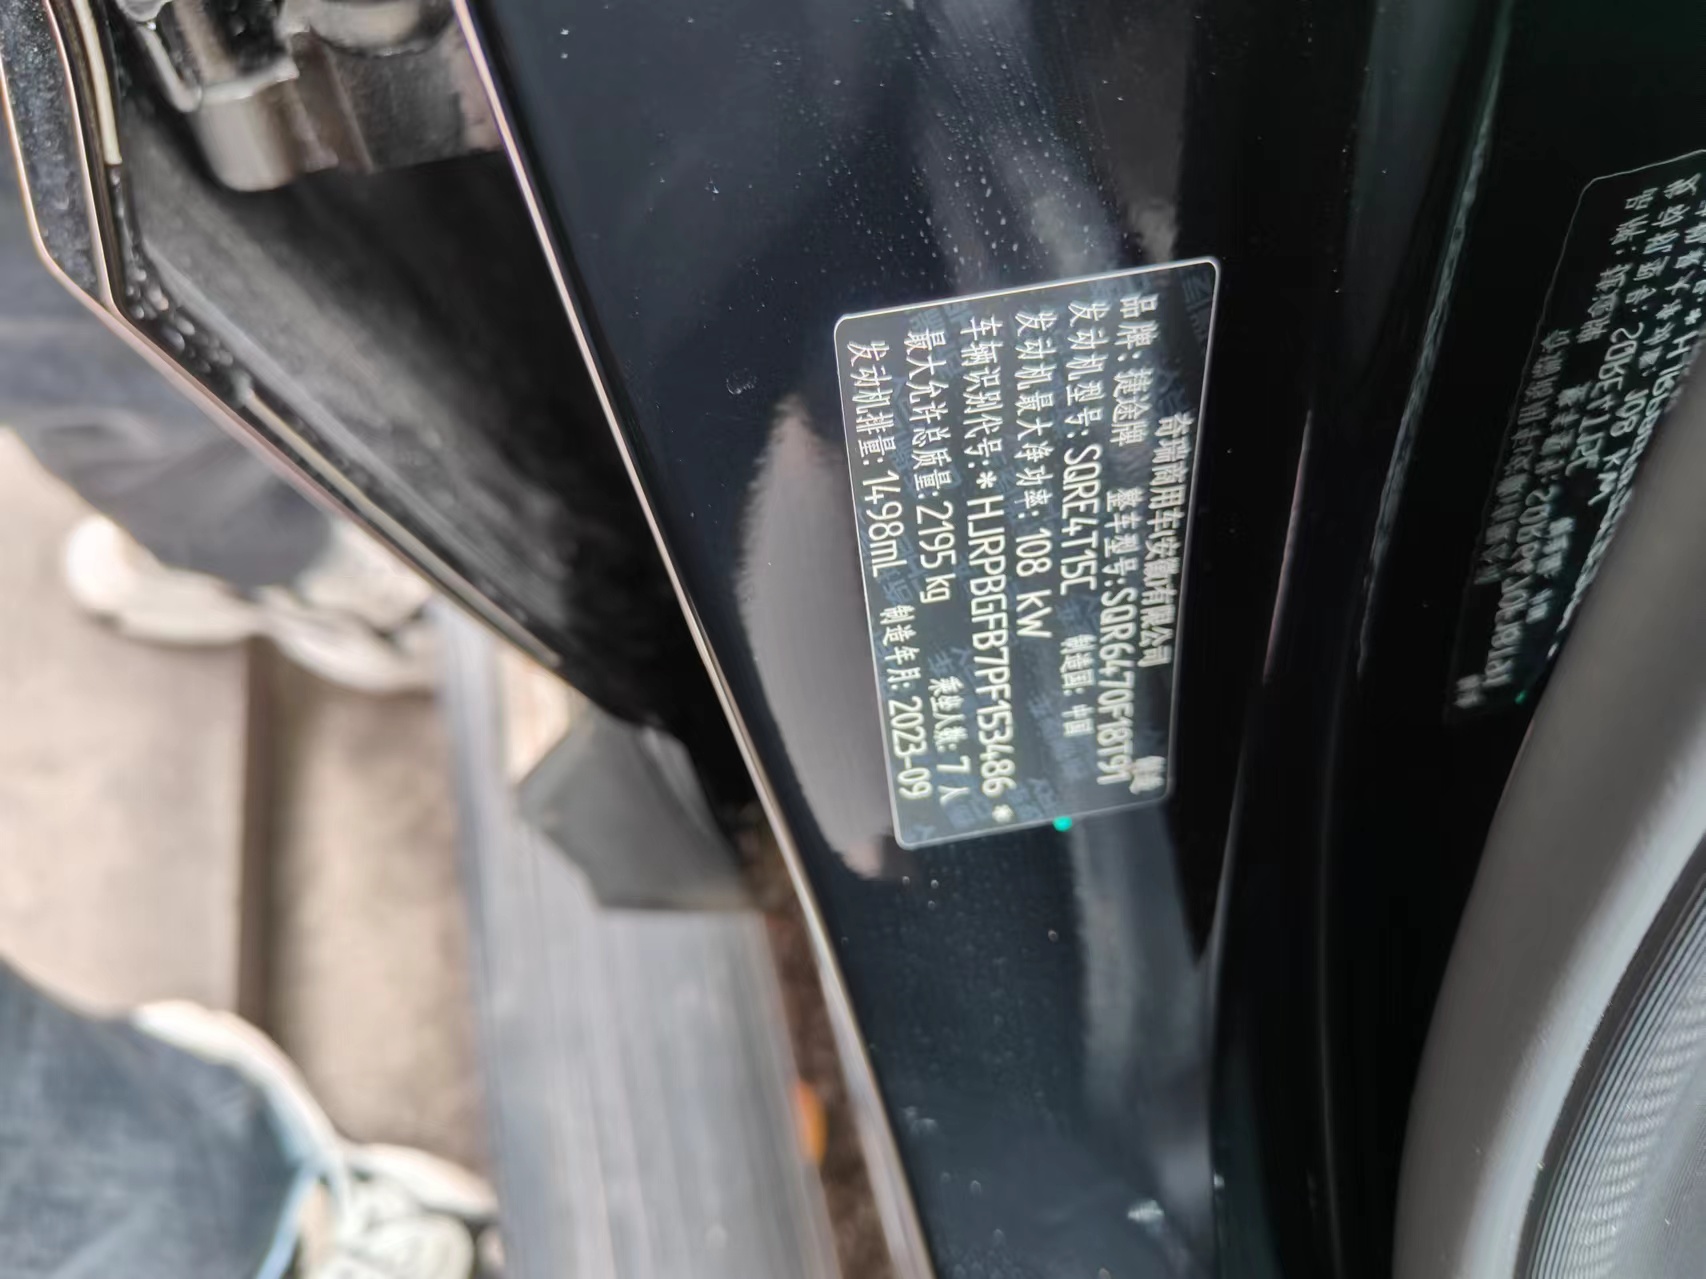 奇瑞商用车(安徽)有限公司
品牌: 捷途牌 整车型号: SQR6470F18T91
发动机型号: SQRE4T15C 制造国: 中国
发动机最大净功率: 108 kW
车辆识别代号: *HJRPBGFB7PF153486*
最大允许总质量: 2195 kg 乘坐人数: 7人
发动机排量: 1498mL 制造年月: 2023-09